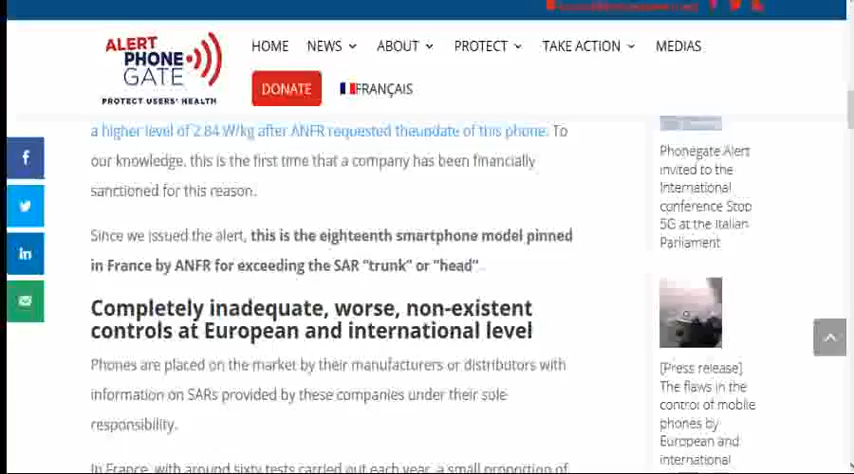 ALERT
PHONE
GATE
PROTECT USERS' HEALTH
HOME NEWS ABOUT PROTECT TAKE ACTION MEDIAS
DONATE FRANÇAIS
a higher level of 2.84 W/kg after ANFR requested theupdate of this phone. To
our knowledge, this is the first time that a company has been financially
sanctioned for this reason.
Since we issued the alert, this is the eighteenth smartphone model pinned
in France by ANFR for exceeding the SAR "trunk" or "head"
Completely inadequate, worse, non-existent
controls at European and international level
Phones are placed on the market by their manufacturers or distributors with
information on SARs provided by these companies under their sole
responsibility.
In France, with around sixty tests carried out each year, a small proportion of
Phonegate Alert
invited to the
International
conference Stop
5G at the Italian
Parliament
[Press release]
The flaws in the
control of mobile
phones by
European and
international